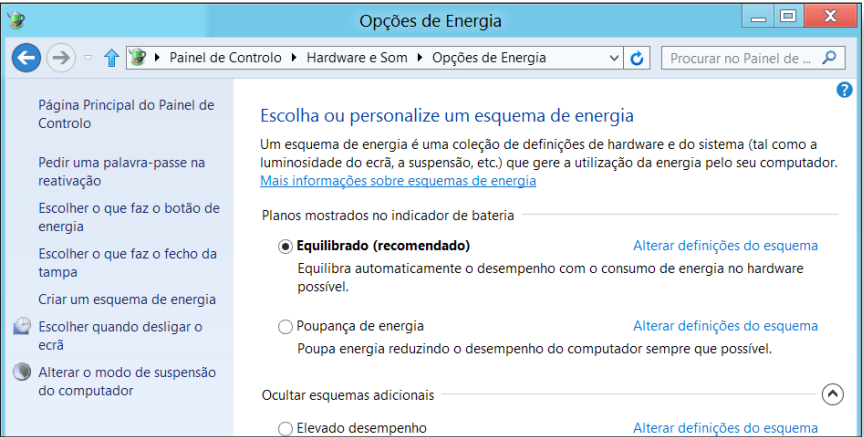 Opções de Energia
Painel de Controlo Hardware e Som Opções de Energia
Procurar no Painel de ...
Página Principal do Painel de
Controlo
Pedir uma palavra-passe na
reativação
Escolher o que faz o botão de
energia
Escolher o que faz o fecho da
tampa
Criar um esquema de energia
Escolher quando desligar o
ecrã
Alterar o modo de suspensão
do computador
Escolha ou personalize um esquema de energia
Um esquema de energia é uma coleção de definições de hardware e do sistema (tal como a
luminosidade do ecrã, a suspensão, etc.) que gere a utilização da energia pelo seu computador.
Mais informações sobre esquemas de energia
Planos mostrados no indicador de bateria
Equilibrado (recomendado) Alterar definições do esquema
Equilibra automaticamente o desempenho com o consumo de energia no hardware
possível.
Poupança de energia Alterar definições do esquema
Poupa energia reduzindo o desempenho do computador sempre que possível.
Ocultar esquemas adicionais
Elevado desempenho Alterar definições do esquema